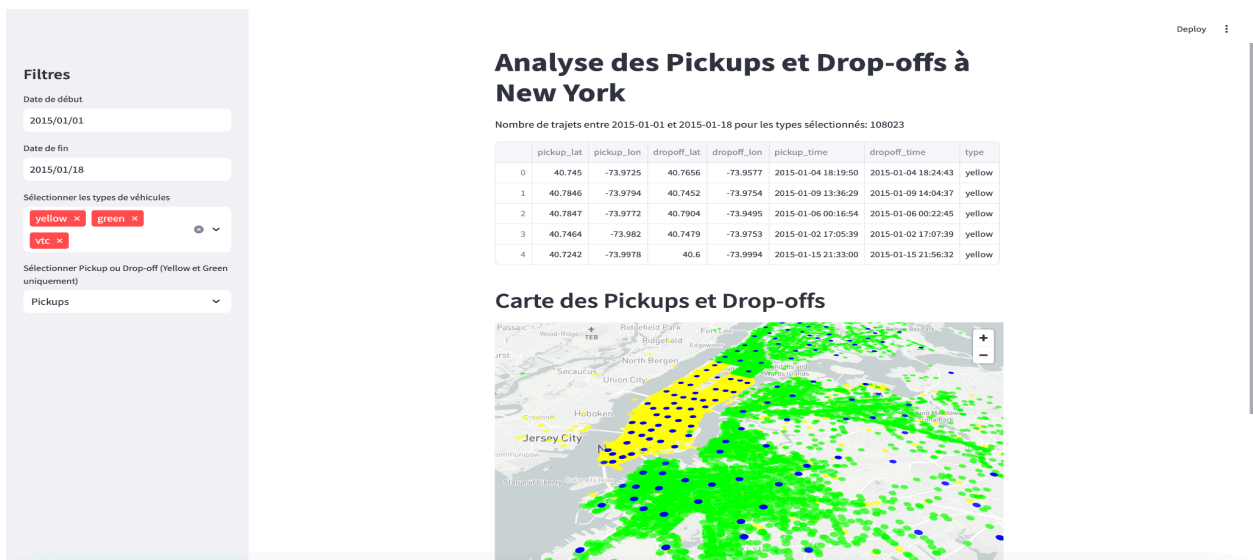 Deploy
Filtres
Date de début
2015/01/01
Date de fin
2015/01/18
Sélectionner les types de véhicules
yellow × green ×
vtc ×
Sélectionner Pickup ou Drop-off (Yellow et Green
uniquement)
Pickups
Analyse des Pickups et Drop-offs à
New York
Nombre de trajets entre 2015-01-01 et 2015-01-18 pour les types sélectionnés: 108023
pickup_lat pickup_lon dropoff_lat dropoff_lon pickup_time dropoff_time type
0 40.745 -73.9725 40.7656 -73.9577 2015-01-04 18:19:50 2015-01-04 18:24:43 yellow
1 40.7846 -73.9794 40.7452 -73.9754 2015-01-09 13:36:29 2015-01-09 14:04:37 yellow
2 40.7847 -73.9772 40.7904 -73.9495 2015-01-06 00:16:54 2015-01-06 00:22:45 yellow
3 40.7464 -73.982 40.7479 -73.9753 2015-01-02 17:05:39 2015-01-02 17:07:39 yellow
4 40.7242 -73.9978 40.6 -73.9994 2015-01-15 21:33:00 2015-01-15 21:56:32 yellow
Carte des Pickups et Drop-offs
Passaic
Wood-Ridge
TEB
Ridgefield Park
Fort Lee
Ridgefield
Edgewater
North Bergen
Secaucus
Union City
Hoboken
Jersey City
+
−